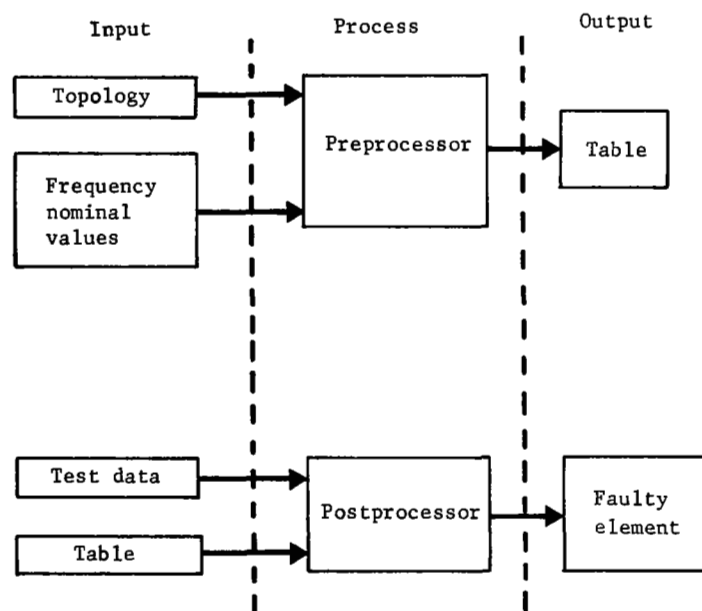 Input
Process
Output
Topology
Frequency
nominal
values
Preprocessor
Table
Test data
Table
Postprocessor
Faulty
element